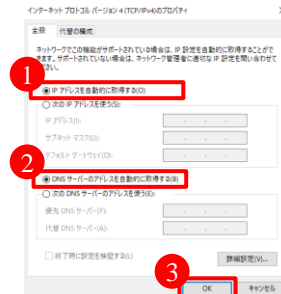 インターネット プロトコル バージョン 4 (TCP/IPv4)のプロパティ
全般 代替の構成
ネットワークでこの機能がサポートされている場合は、IP 設定を自動的に取得することがで
きます。サポートされていない場合は、ネットワーク管理者に適切な IP 設定を問い合わせて
ください。
1
IP アドレスを自動的に取得する(O)
次の IP アドレスを使う(S):
IP アドレス(I):
サブネット マスク(U):
デフォルト ゲートウェイ(D):
2
DNS サーバーのアドレスを自動的に取得する(B)
次の DNS サーバーのアドレスを使う(E):
優先 DNS サーバー(P):
代替 DNS サーバー(A):
終了時に設定を検証する(L)
詳細設定(V)...
3
OK キャンセル